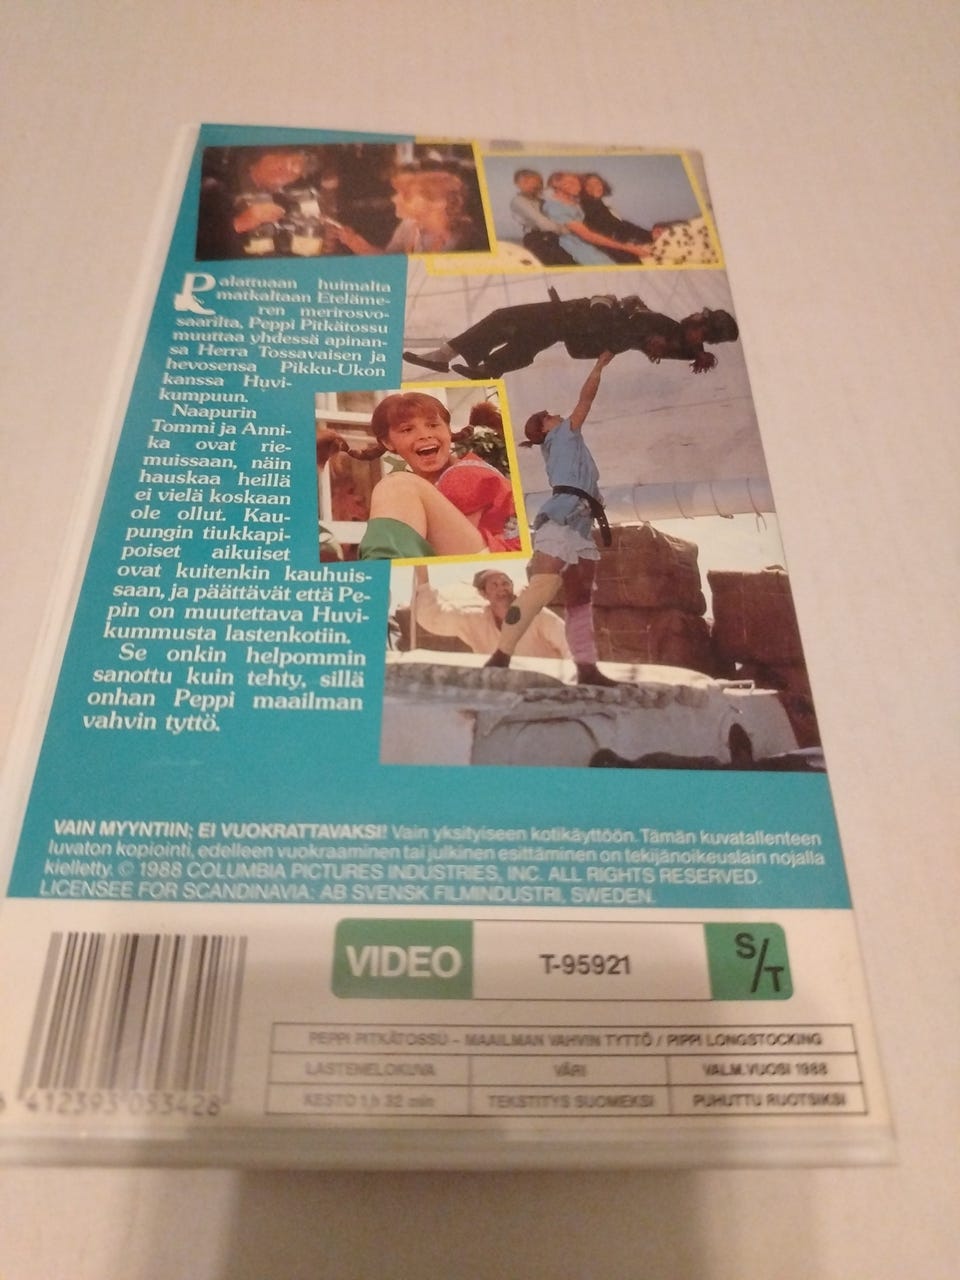 Palattuaan huimalta
matkaltaan Eteläme-
ren merirosvo-
saarilta, Peppi Pitkätossu
muuttaa yhdessä apinan-
sa Herra Tossavaisen ja
hevosensa Pikku-Ukon
kanssa Huvi-
kumpuun.
Naapurin
Tommi ja Anni-
ka ovat rie-
muissaan, näin
hauskaa heillä
ei vielä koskaan
ole ollut. Kau-
pungin tiukkapi-
poiset aikuiset
ovat kuitenkin kauhuis-
saan, ja päättävät että Pe-
pin on muutettava Huvi-
kummusta lastenkotiin.
Se onkin helpommin
sanottu kuin tehty, sillä
onhan Peppi maailman
vahvin tyttö.
VAIN MYYNTIIN; EI VUOKRATTAVAKSI! Vain yksityiseen kotikäyttöön. Tämän kuvatallenteen
luvaton kopiointi, edelleen vuokraaminen tai julkinen esittäminen on tekijänoikeuslain nojalla
kielletty. © 1988 COLUMBIA PICTURES INDUSTRIES, INC. ALL RIGHTS RESERVED.
LICENSEE FOR SCANDINAVIA: AB SVENSK FILMINDUSTRI, SWEDEN.
VIDEO T-95921 S/T
PEPPI PITKÄTOSSU – MAAILMAN VAHVIN TYTTÖ / PIPPI LONGSTOCKING
LASTENELOKUVA VÄRI VALM.VUOSI 1988
KESTO 1 h 32 min TEKSTITYS SUOMEKSI PUHUTTU RUOTSIKSI
6 412393 053428